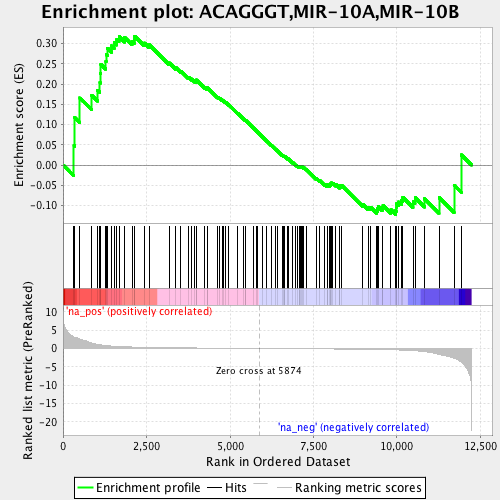 Enrichment plot: ACAGGGT,MIR-10A,MIR-10B
Enrichment score (ES)
0.30
0.25
0.20
0.15
0.10
0.05
0.00
-0.05
-0.10
'na_pos' (positively correlated)
Ranked list metric (PreRanked)
10
5
0
-5
-10
-15
-20
Zero cross at 5874
'na_neg' (negatively correlated)
0
2,500
5,000
7,500
10,000
12,500
Rank in Ordered Dataset
Enrichment profile
Hits
Ranking metric scores